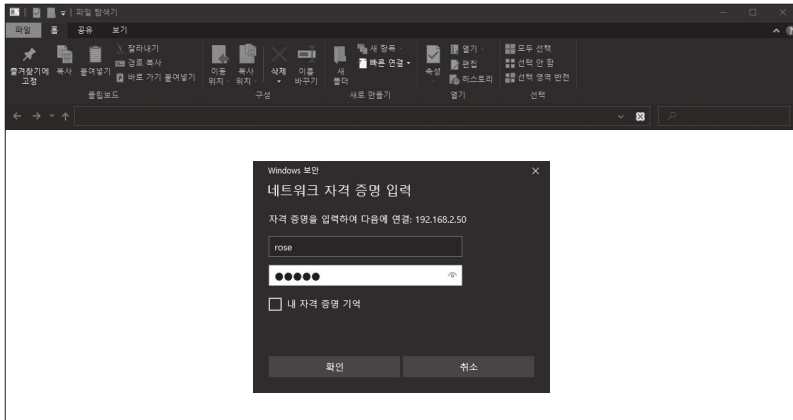 파일 탐색기
파일 홈 공유 보기
즐겨찾기에 고정
복사
붙여넣기
잘라내기
경로 복사
바로 가기 붙여넣기
클립보드
이동 위치
복사 위치
삭제
이름 바꾸기
구성
새 폴더
새 항목
빠른 연결
새로 만들기
속성
열기
편집
히스토리
열기
모두 선택
선택 안 함
선택 영역 반전
선택
Windows 보안
네트워크 자격 증명 입력
자격 증명을 입력하여 다음에 연결: 192.168.2.50
rose
●●●●●
내 자격 증명 기억
확인 취소